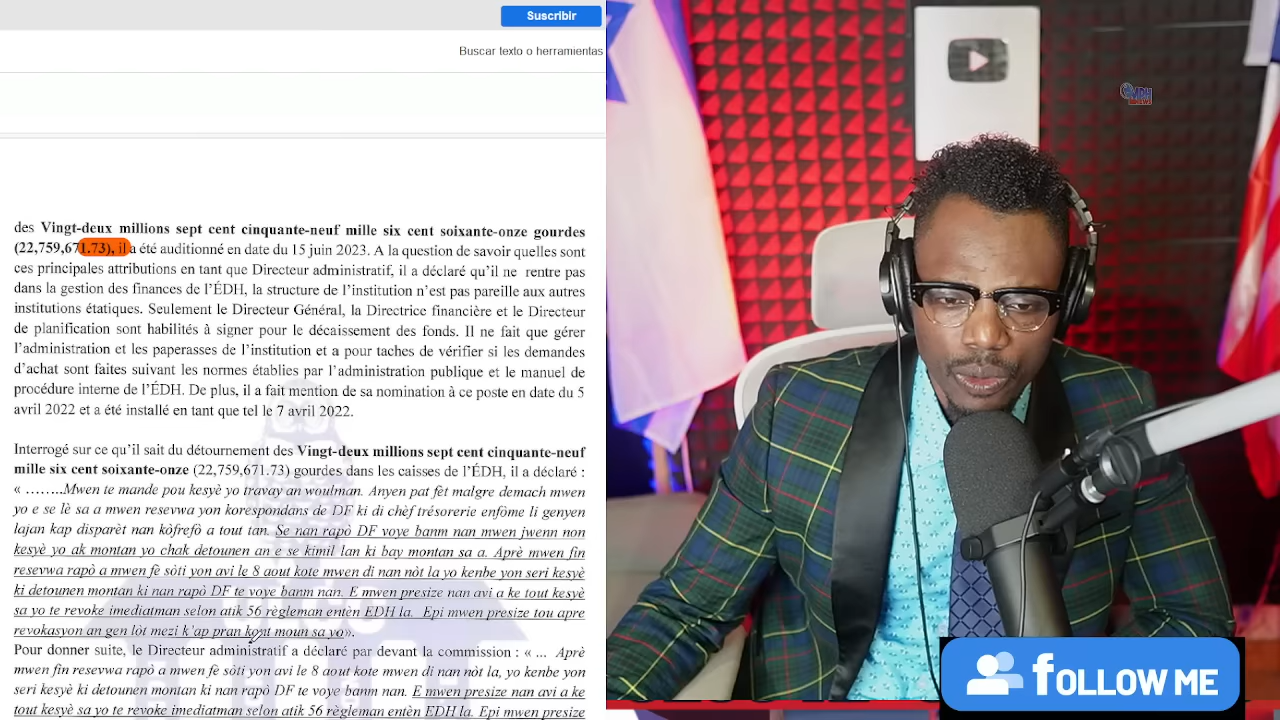 Suscribir
Buscar texto o herramientas
des Vingt-deux millions sept cent cinquante-neuf mille six cent soixante-onze gourdes
(22,759,671.73), il a été auditionné en date du 15 juin 2023. A la question de savoir quelles sont
ces principales attributions en tant que Directeur administratif, il a déclaré qu’il ne rentre pas
dans la gestion des finances de l’ÉDH, la structure de l’institution n’est pas pareille aux autres
institutions étatiques. Seulement le Directeur Général, la Directrice financière et le Directeur
de planification sont habilités à signer pour le décaissement des fonds. Il ne fait que gérer
l’administration et les paperasses de l’institution et a pour taches de vérifier si les demandes
d’achat sont faites suivant les normes établies par l’administration publique et le manuel de
procédure interne de l’ÉDH. De plus, il a fait mention de sa nomination à ce poste en date du 5
avril 2022 et a été installé en tant que tel le 7 avril 2022.
Interrogé sur ce qu’il sait du détournement des Vingt-deux millions sept cent cinquante-neuf
mille six cent soixante-onze (22,759,671.73) gourdes dans les caisses de l’ÉDH, il a déclaré :
« ........Mwen te mande pou kesyè yo travay an woulman. Anyen pat fèt malgre demach mwen
yo e se lè sa a mwen resevwa yon korespondans de DF ki di chèf trésorerie enfòme li genyen
lajan kap disparèt nan kòfrefò a tout tan. Se nan rapò DF voye banm nan mwen jwenn non
kesyè yo ak montan yo chak detounen an e se kimil lan ki bay montan sa a. Aprè mwen fin
resevwa rapò a mwen fè sòti yon avi le 8 aout kote mwen di nan nòt la yo kenbe yon seri kesyè
ki detounen montan ki nan rapò DF te voye banm nan. E mwen presize nan avi a ke tout kesyè
sa yo te revoke imediatman selon atik 56 règleman entèn EDH la. Epi mwen presize tou apre
revokasyon an gen lòt mezi k’ap pran kont moun sa yo».
Pour donner suite, le Directeur administratif a déclaré par devant la commission : « ... Aprè
mwen fin resevwa rapò a mwen fè sòti yon avi le 8 aout kote mwen di nan nòt la, yo kenbe yon
seri kesyè ki detounen montan ki nan rapò DF te voye banm nan. E mwen presize nan avi a ke
tout kesyè sa yo te revoke imediatman selon atik 56 règleman entèn EDH la. Epi mwen presize
FOLLOW ME